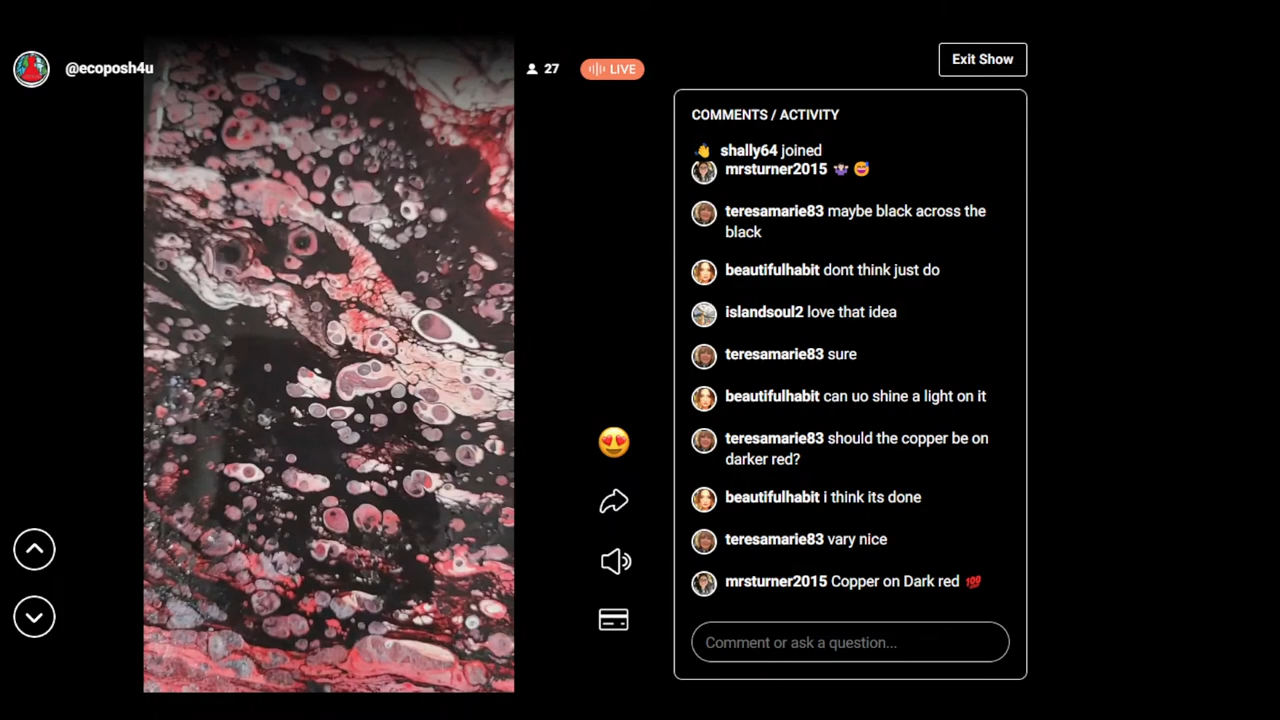 @ecoposh4u
27
LIVE
Exit Show
COMMENTS / ACTIVITY
shally64 joined
mrsturner2015 🤷🏻‍♀️ 😅
teresamarie83 maybe black across the
black
beautifulhabit dont think just do
islandsoul2 love that idea
teresamarie83 sure
beautifulhabit can uo shine a light on it
teresamarie83 should the copper be on
darker red?
beautifulhabit i think its done
teresamarie83 vary nice
mrsturner2015 Copper on Dark red 💯
Comment or ask a question...